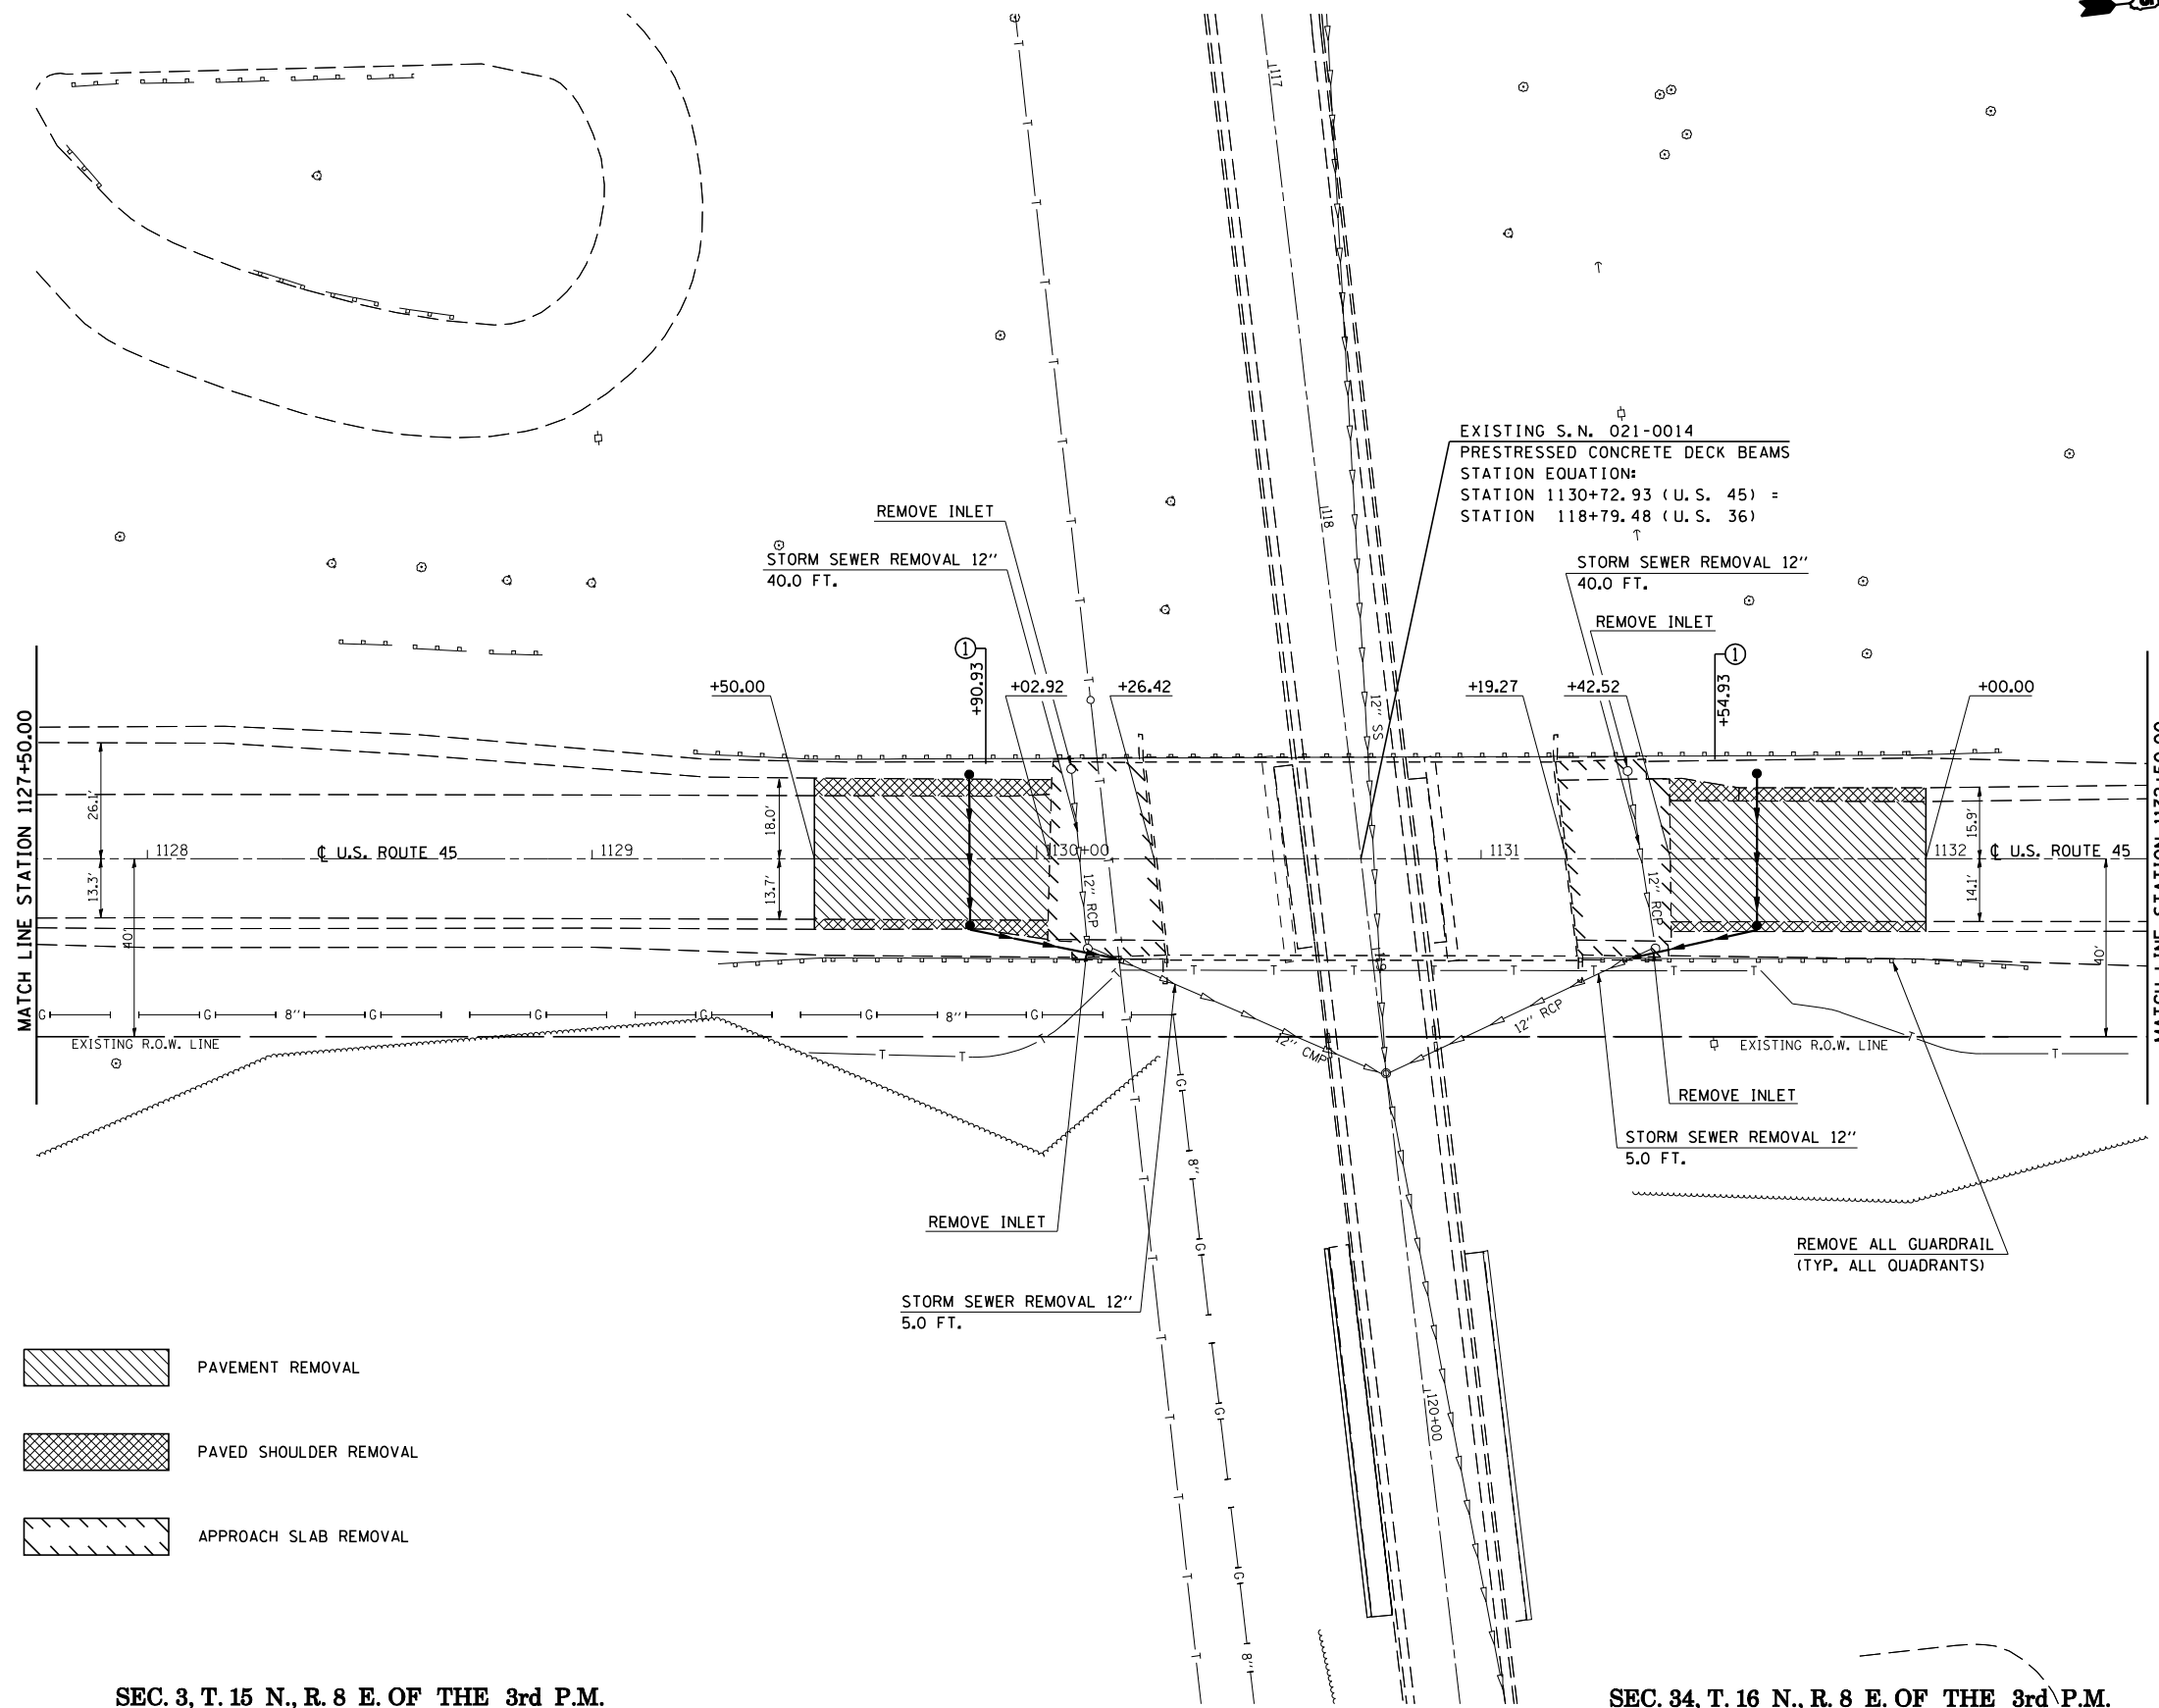 117
EXISTING S.N. 021-0014
PRESTRESSED CONCRETE DECK BEAMS
STATION EQUATION:
STATION 1130+72.93 (U.S. 45) =
STATION 118+79.48 (U.S. 36)
118
REMOVE INLET
STORM SEWER REMOVAL 12"
40.0 FT.
STORM SEWER REMOVAL 12"
40.0 FT.
REMOVE INLET
1
1
+50.00
+90.93
+02.92
+26.42
12" SS
+19.27
+42.52
+54.93
+00.00
MATCH LINE STATION 1127+50.00
26.1'
13.3'
40'
1128
℄ U.S. ROUTE 45
1129
18.0'
13.7'
1130+00
12" RCP
1131
12" RCP
1132
℄ U.S. ROUTE 45
15.9'
14.1'
40'
119
T
T
T
T
T
T
T
T
G
G
8"
G
G
G
G
8"
G
EXISTING R.O.W. LINE
T
T
T
T
12" CMP
12" RCP
EXISTING R.O.W. LINE
T
T
REMOVE INLET
STORM SEWER REMOVAL 12"
5.0 FT.
G
8"
G
G
G
8"
REMOVE INLET
REMOVE ALL GUARDRAIL
(TYP. ALL QUADRANTS)
STORM SEWER REMOVAL 12"
5.0 FT.
120+00
PAVEMENT REMOVAL
PAVED SHOULDER REMOVAL
APPROACH SLAB REMOVAL
SEC. 3, T. 15 N., R. 8 E. OF THE 3rd P.M.
SEC. 34, T. 16 N., R. 8 E. OF THE 3rd P.M.